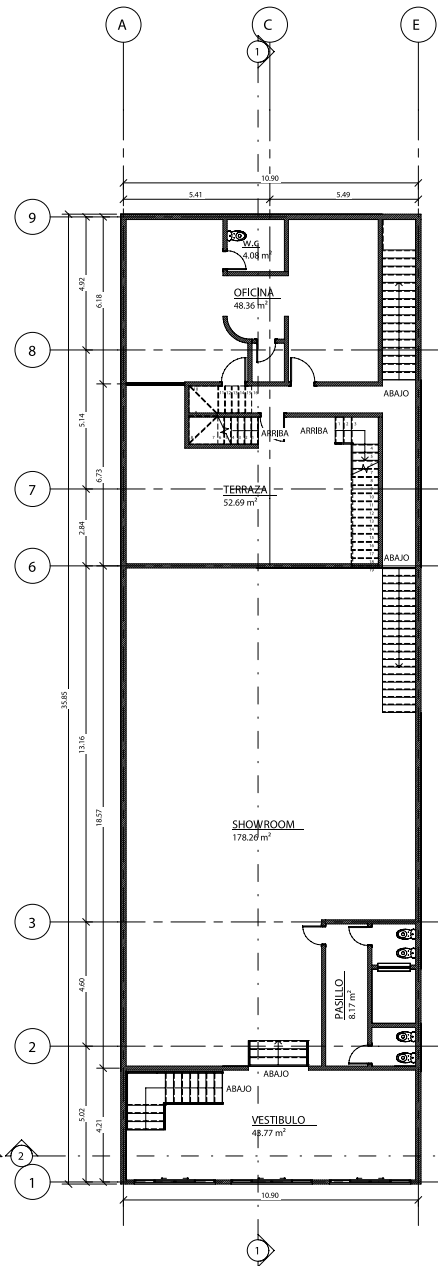 A
C
E
1
10.90
5.41
5.49
9
W.C
4.08 m²
OFICINA
48.36 m²
4.92
6.18
8
ABAJO
ARRIBA
ARRIBA
5.14
7
TERRAZA
52.69 m²
6.73
2.84
ABAJO
6
35.85
13.16
18.57
SHOWROOM
178.26 m²
3
PASILLO
8.17 m²
4.60
2
ABAJO
ABAJO
VESTIBULO
43.77 m²
5.02
4.21
2
1
10.90
1